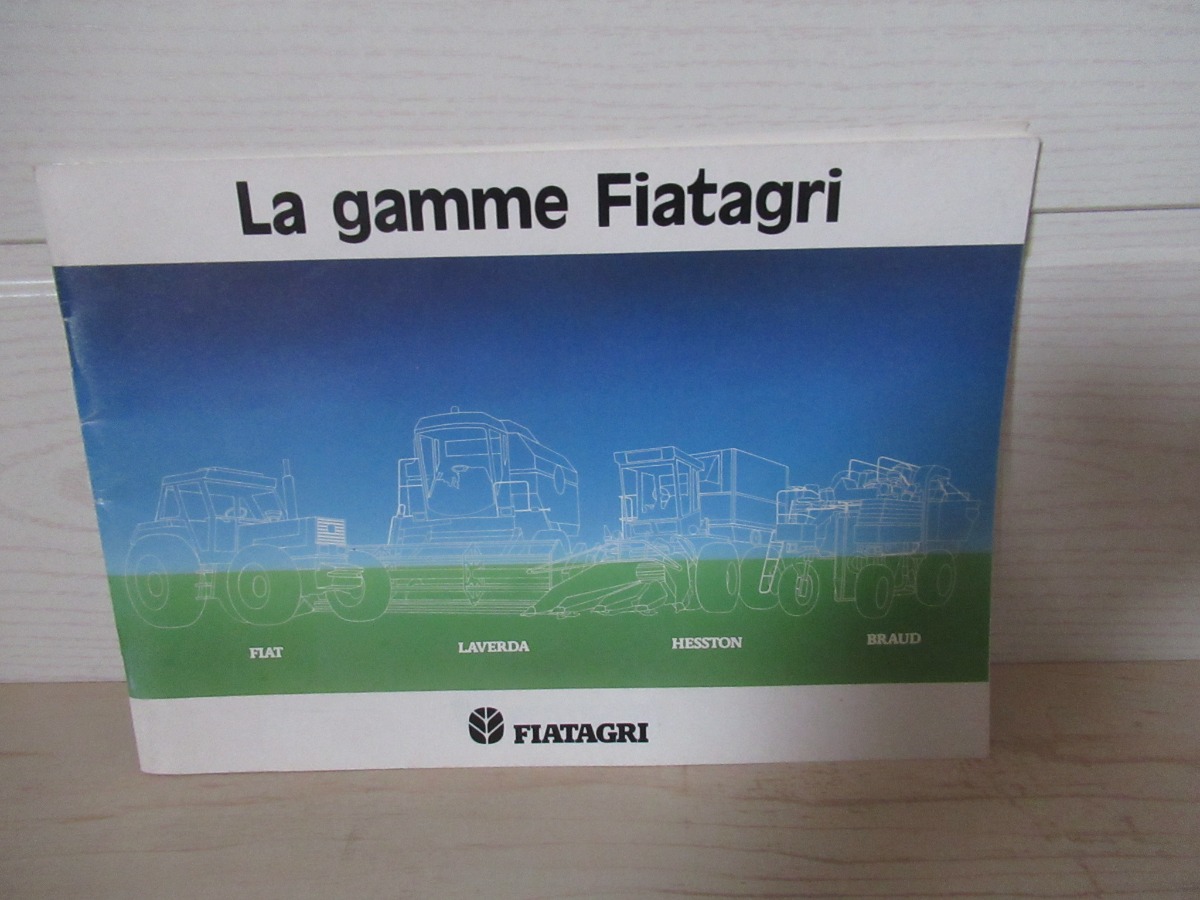 La gamme Fiatagri
FIAT LAVERDA HESSTON BRAUD
FIATAGRI